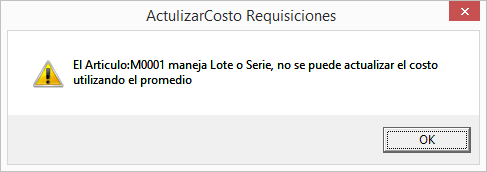 ActulizarCosto Requisiciones
El Articulo:M0001 maneja Lote o Serie, no se puede actualizar el costo
utilizando el promedio
OK